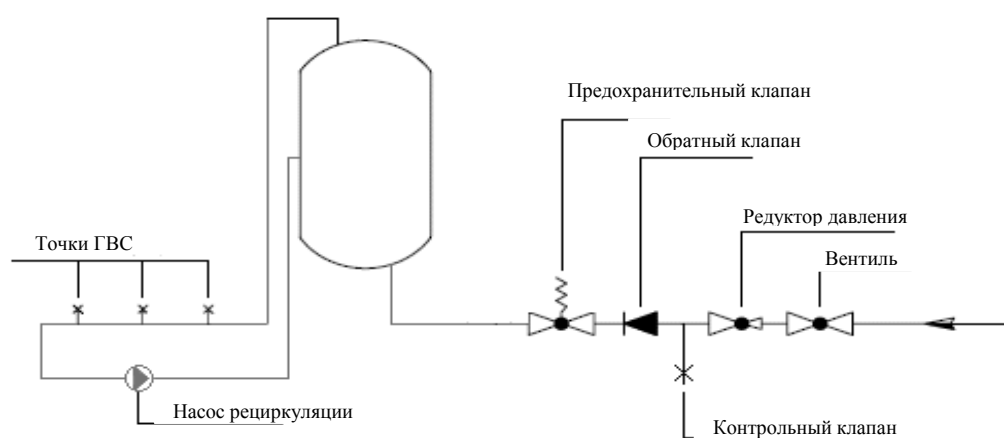 Предохранительный клапан
Обратный клапан
Редуктор давления
Точки ГВС
Вентиль
Насос рециркуляции
Контрольный клапан